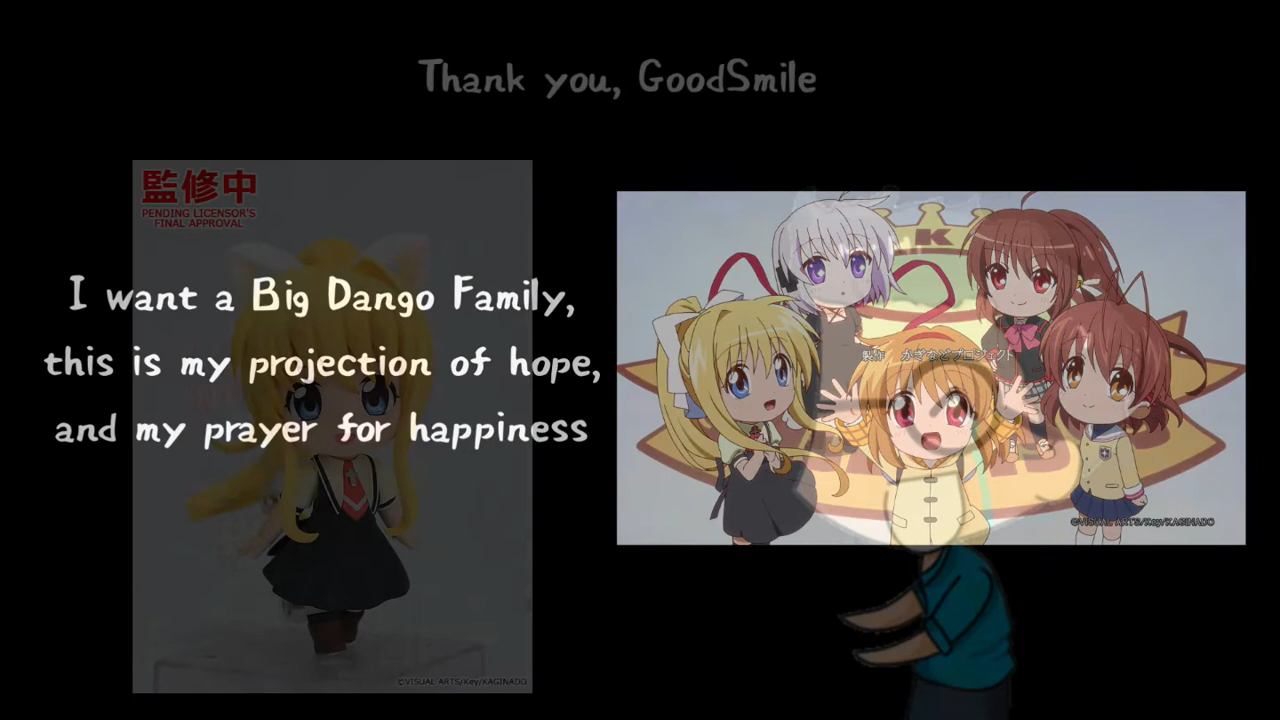 Thank you, GoodSmile
監修中
PENDING LICENSOR'S
FINAL APPROVAL
I want a Big Dango Family,
this is my projection of hope,
and my prayer for happiness
©VISUAL ARTS/Key/KAGINADO
K
製作 かぎなどプロジェクト
©VISUAL ARTS/Key/KAGINADO